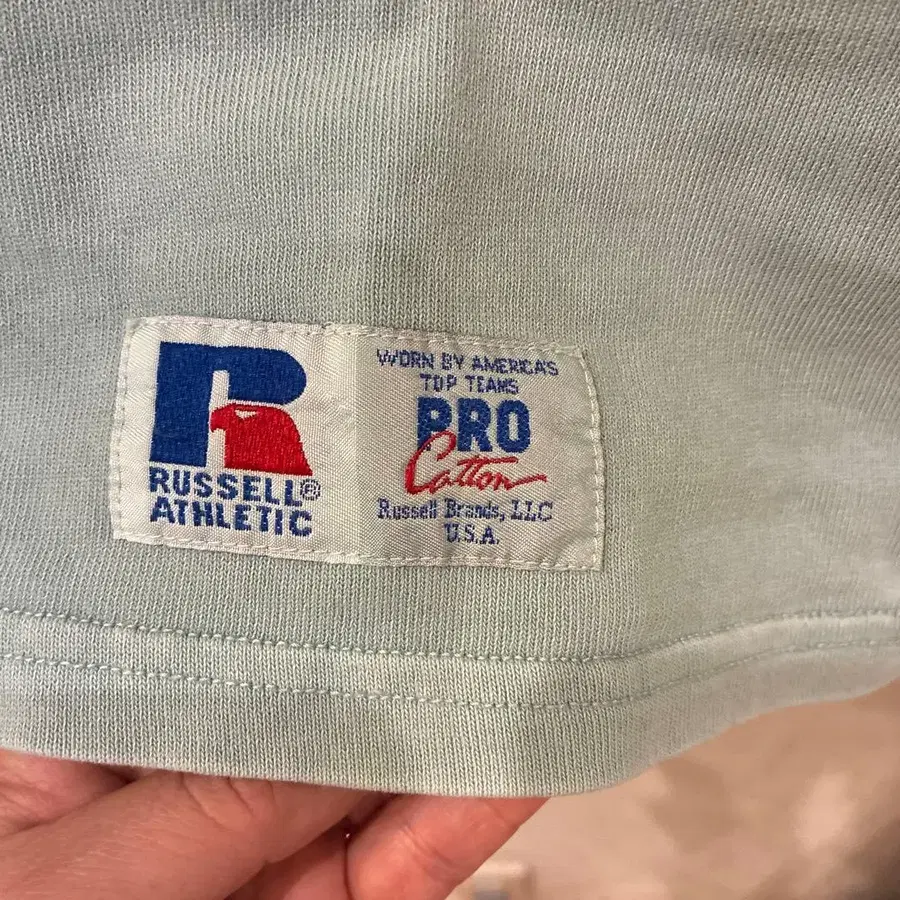 RUSSELL®
ATHLETIC
WORN BY AMERICA'S
TOP TEAMS
PRO
Cotton
Russell Brands, LLC
U.S.A.